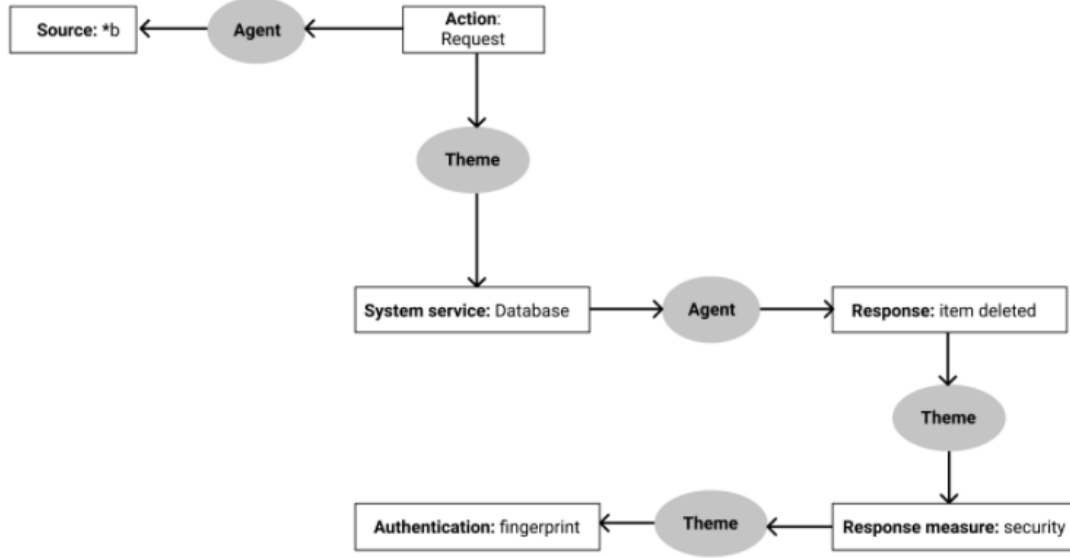 Source: *b
Agent
Action:
Request
Theme
System service: Database
Agent
Response: item deleted
Theme
Authentication: fingerprint
Theme
Response measure: security